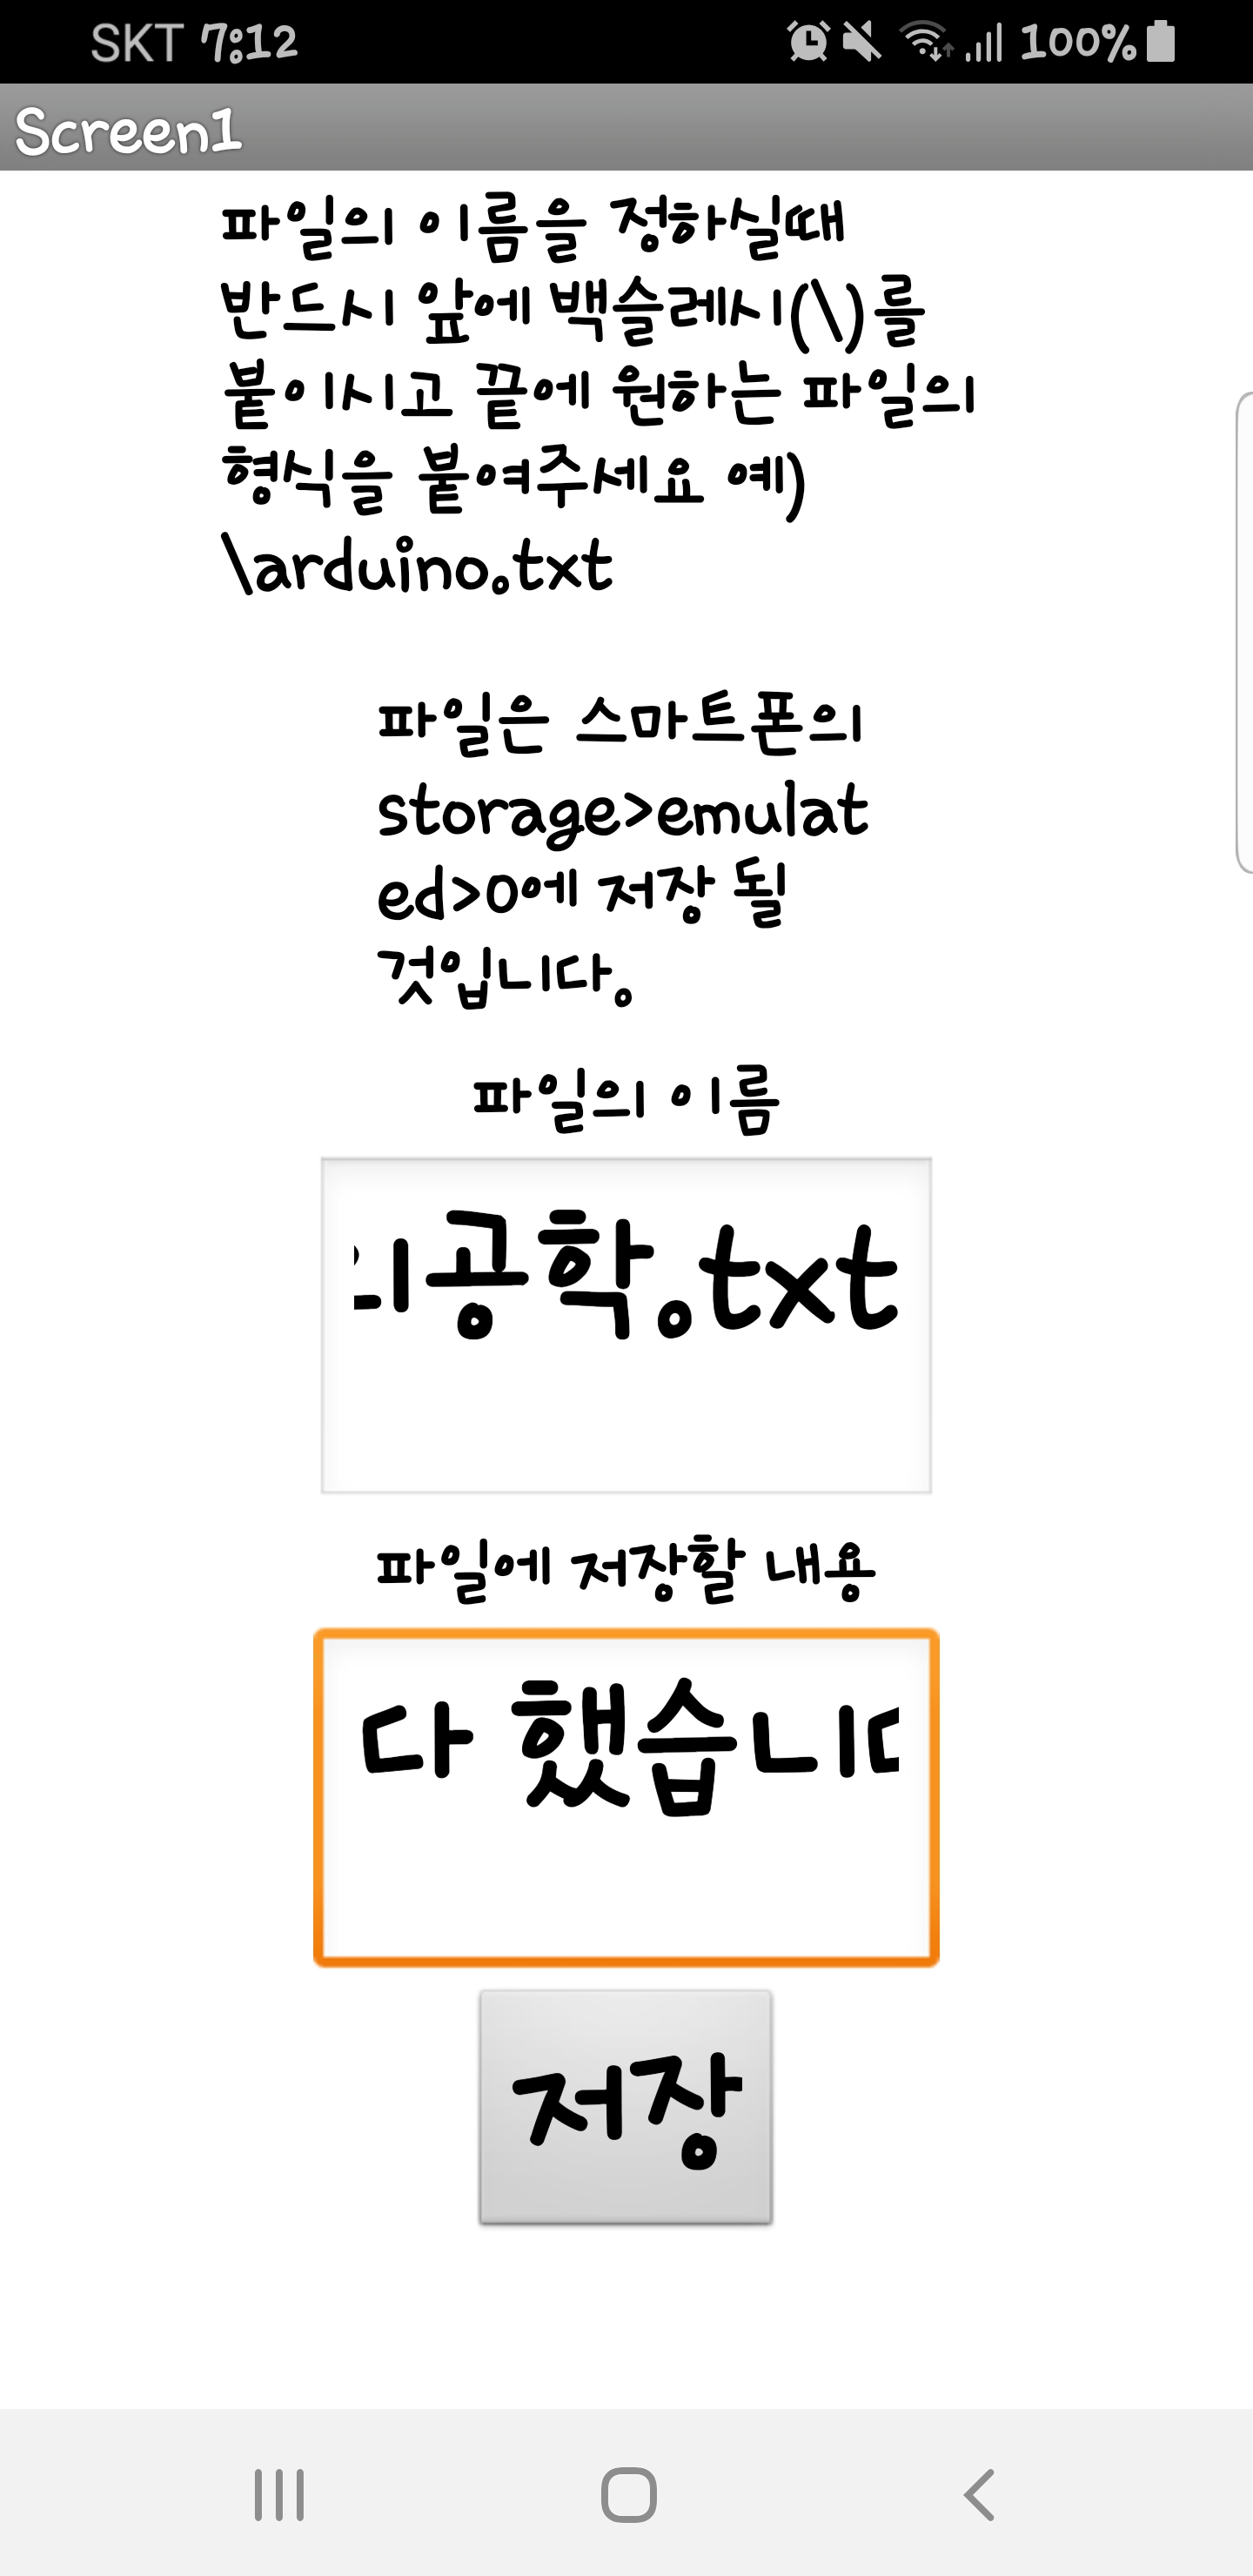 SKT 7:12 100%
Screen1
파일의 이름을 정하실때
반드시 앞에 백슬레시(\)를
붙이시고 끝에 원하는 파일의
형식을 붙여주세요 예)
\arduino.txt
파일은 스마트폰의
storage>emulat
ed>0에 저장 될
것입니다.
파일의 이름
공학.txt
파일에 저장할 내용
다 했습니
저장